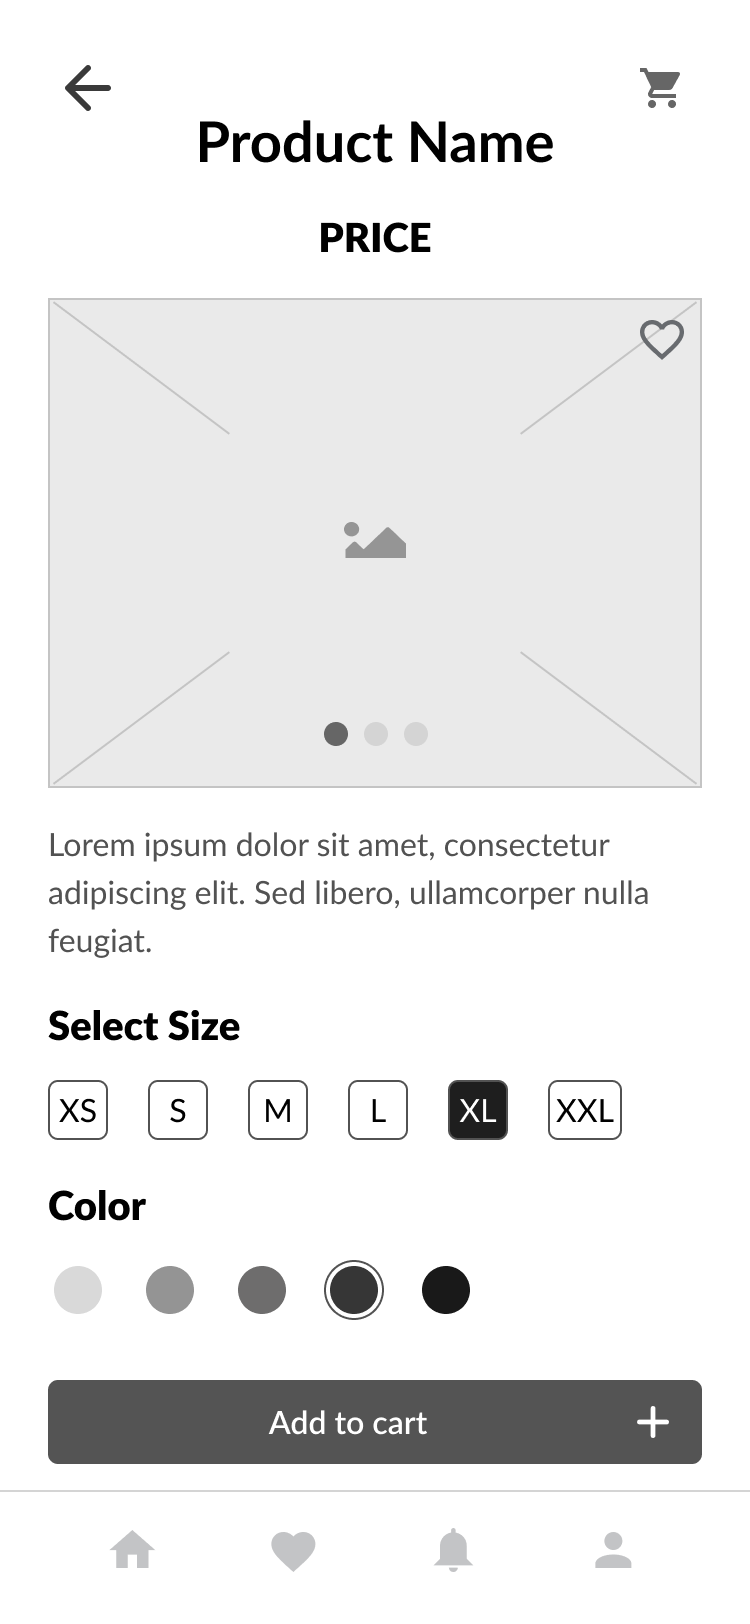 Product Name
PRICE
Lorem ipsum dolor sit amet, consectetur
adipiscing elit. Sed libero, ullamcorper nulla
feugiat.
Select Size
XS S M L XL XXL
Color
Add to cart